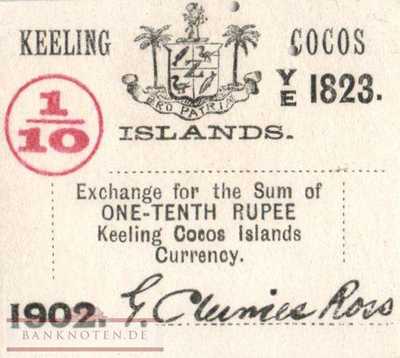 KEELING COCOS
PRO PATRIA
YE 1823.
1/10
ISLANDS.
Exchange for the Sum of
ONE-TENTH RUPEE
Keeling Cocos Islands
Currency.
1902. G Clunies Ross
BANKNOTEN.DE